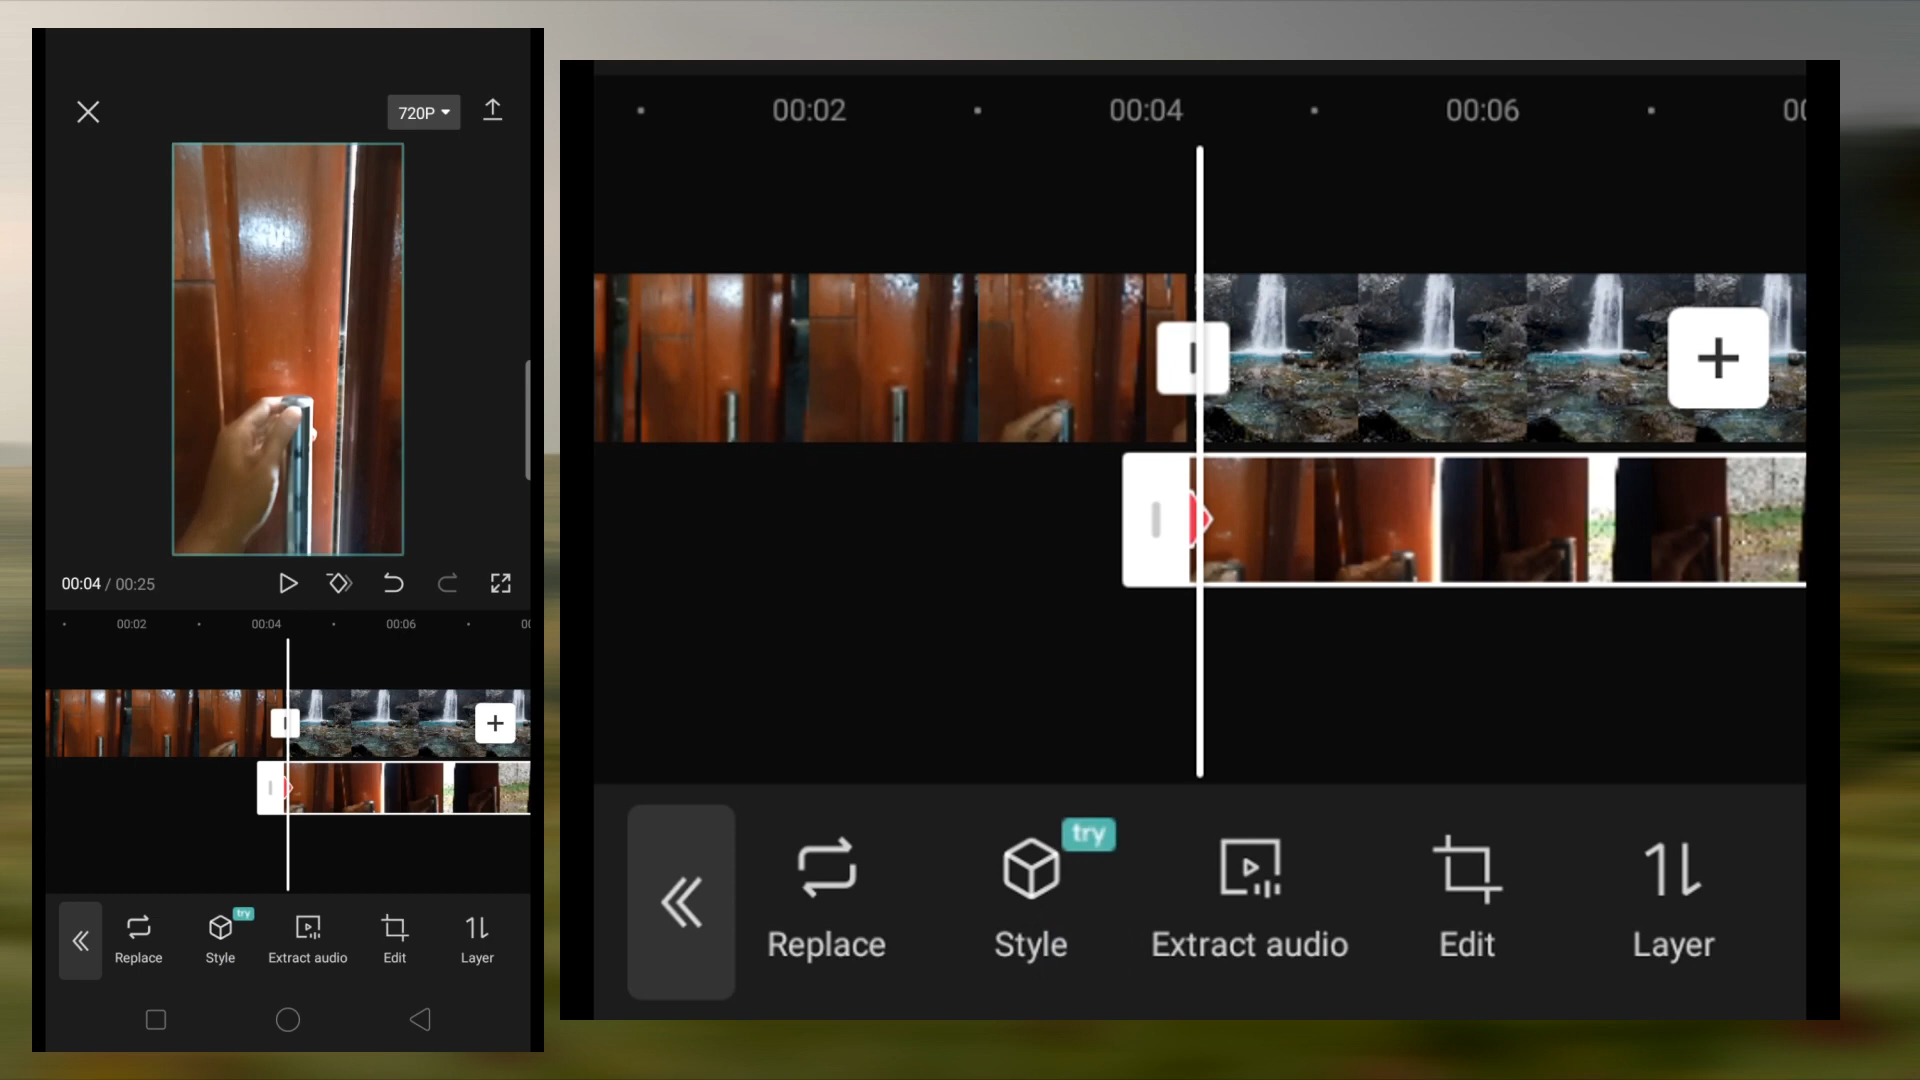 720P
00:04 / 00:25
00:02
00:04
00:06
try
Replace
Style
Extract audio
Edit
Layer
00:02
00:04
00:06
try
Replace
Style
Extract audio
Edit
Layer